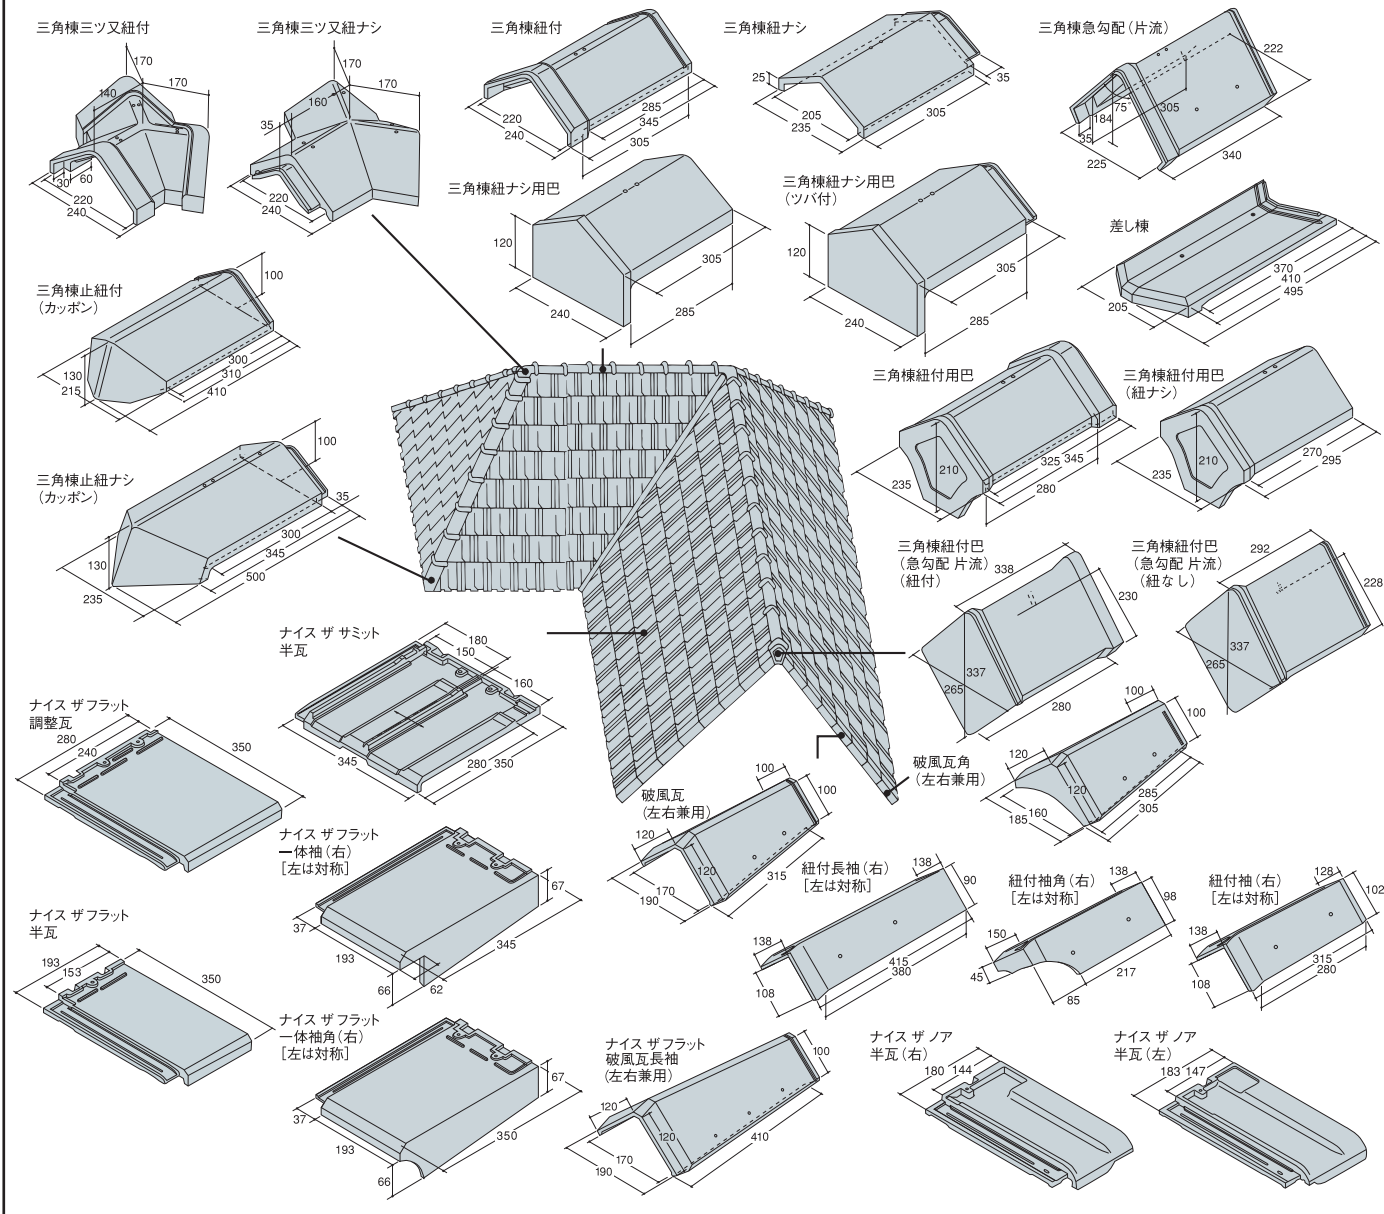 三角棟三ツ又紐付
170
170
140
30
60
220
240
三角棟三ツ又紐ナシ
170
170
160
35
220
240
三角棟紐付
220
240
285
345
305
三角棟紐ナシ
25
205
235
35
305
三角棟急勾配(片流)
222
75
305
184
35
225
340
三角棟紐ナシ用巴
120
240
305
285
三角棟紐ナシ用巴
(ツバ付)
120
240
305
285
差し棟
205
370
410
495
三角棟止紐付
(カッポン)
100
130
215
300
310
410
三角棟紐付用巴
210
235
325
345
280
三角棟紐付用巴
(紐ナシ)
210
235
270
295
三角棟止紐ナシ
(カッポン)
100
35
130
235
300
345
500
三角棟紐付巴
(急勾配 片流)
(紐付)
338
230
337
265
280
三角棟紐付巴
(急勾配 片流)
(紐なし)
292
228
337
265
ナイス ザ サミット
半瓦
180
150
160
345
280
350
ナイス ザ フラット
調整瓦
280
240
350
破風瓦
(左右兼用)
100
100
120
120
170
190
315
破風瓦角
(左右兼用)
100
100
120
120
160
185
285
305
ナイス ザ フラット
一体袖(右)
[左は対称]
67
37
193
345
66
62
紐付長袖(右)
[左は対称]
138
90
138
108
415
380
紐付袖角(右)
[左は対称]
138
98
150
45
217
85
紐付袖(右)
[左は対称]
128
102
138
108
315
280
ナイス ザ フラット
半瓦
193
153
350
ナイス ザ フラット
一体袖角(右)
[左は対称]
67
37
193
350
66
ナイス ザ フラット
破風瓦長袖
(左右兼用)
100
120
120
170
190
410
ナイス ザ ノア
半瓦(右)
180
144
ナイス ザ ノア
半瓦(左)
183
147